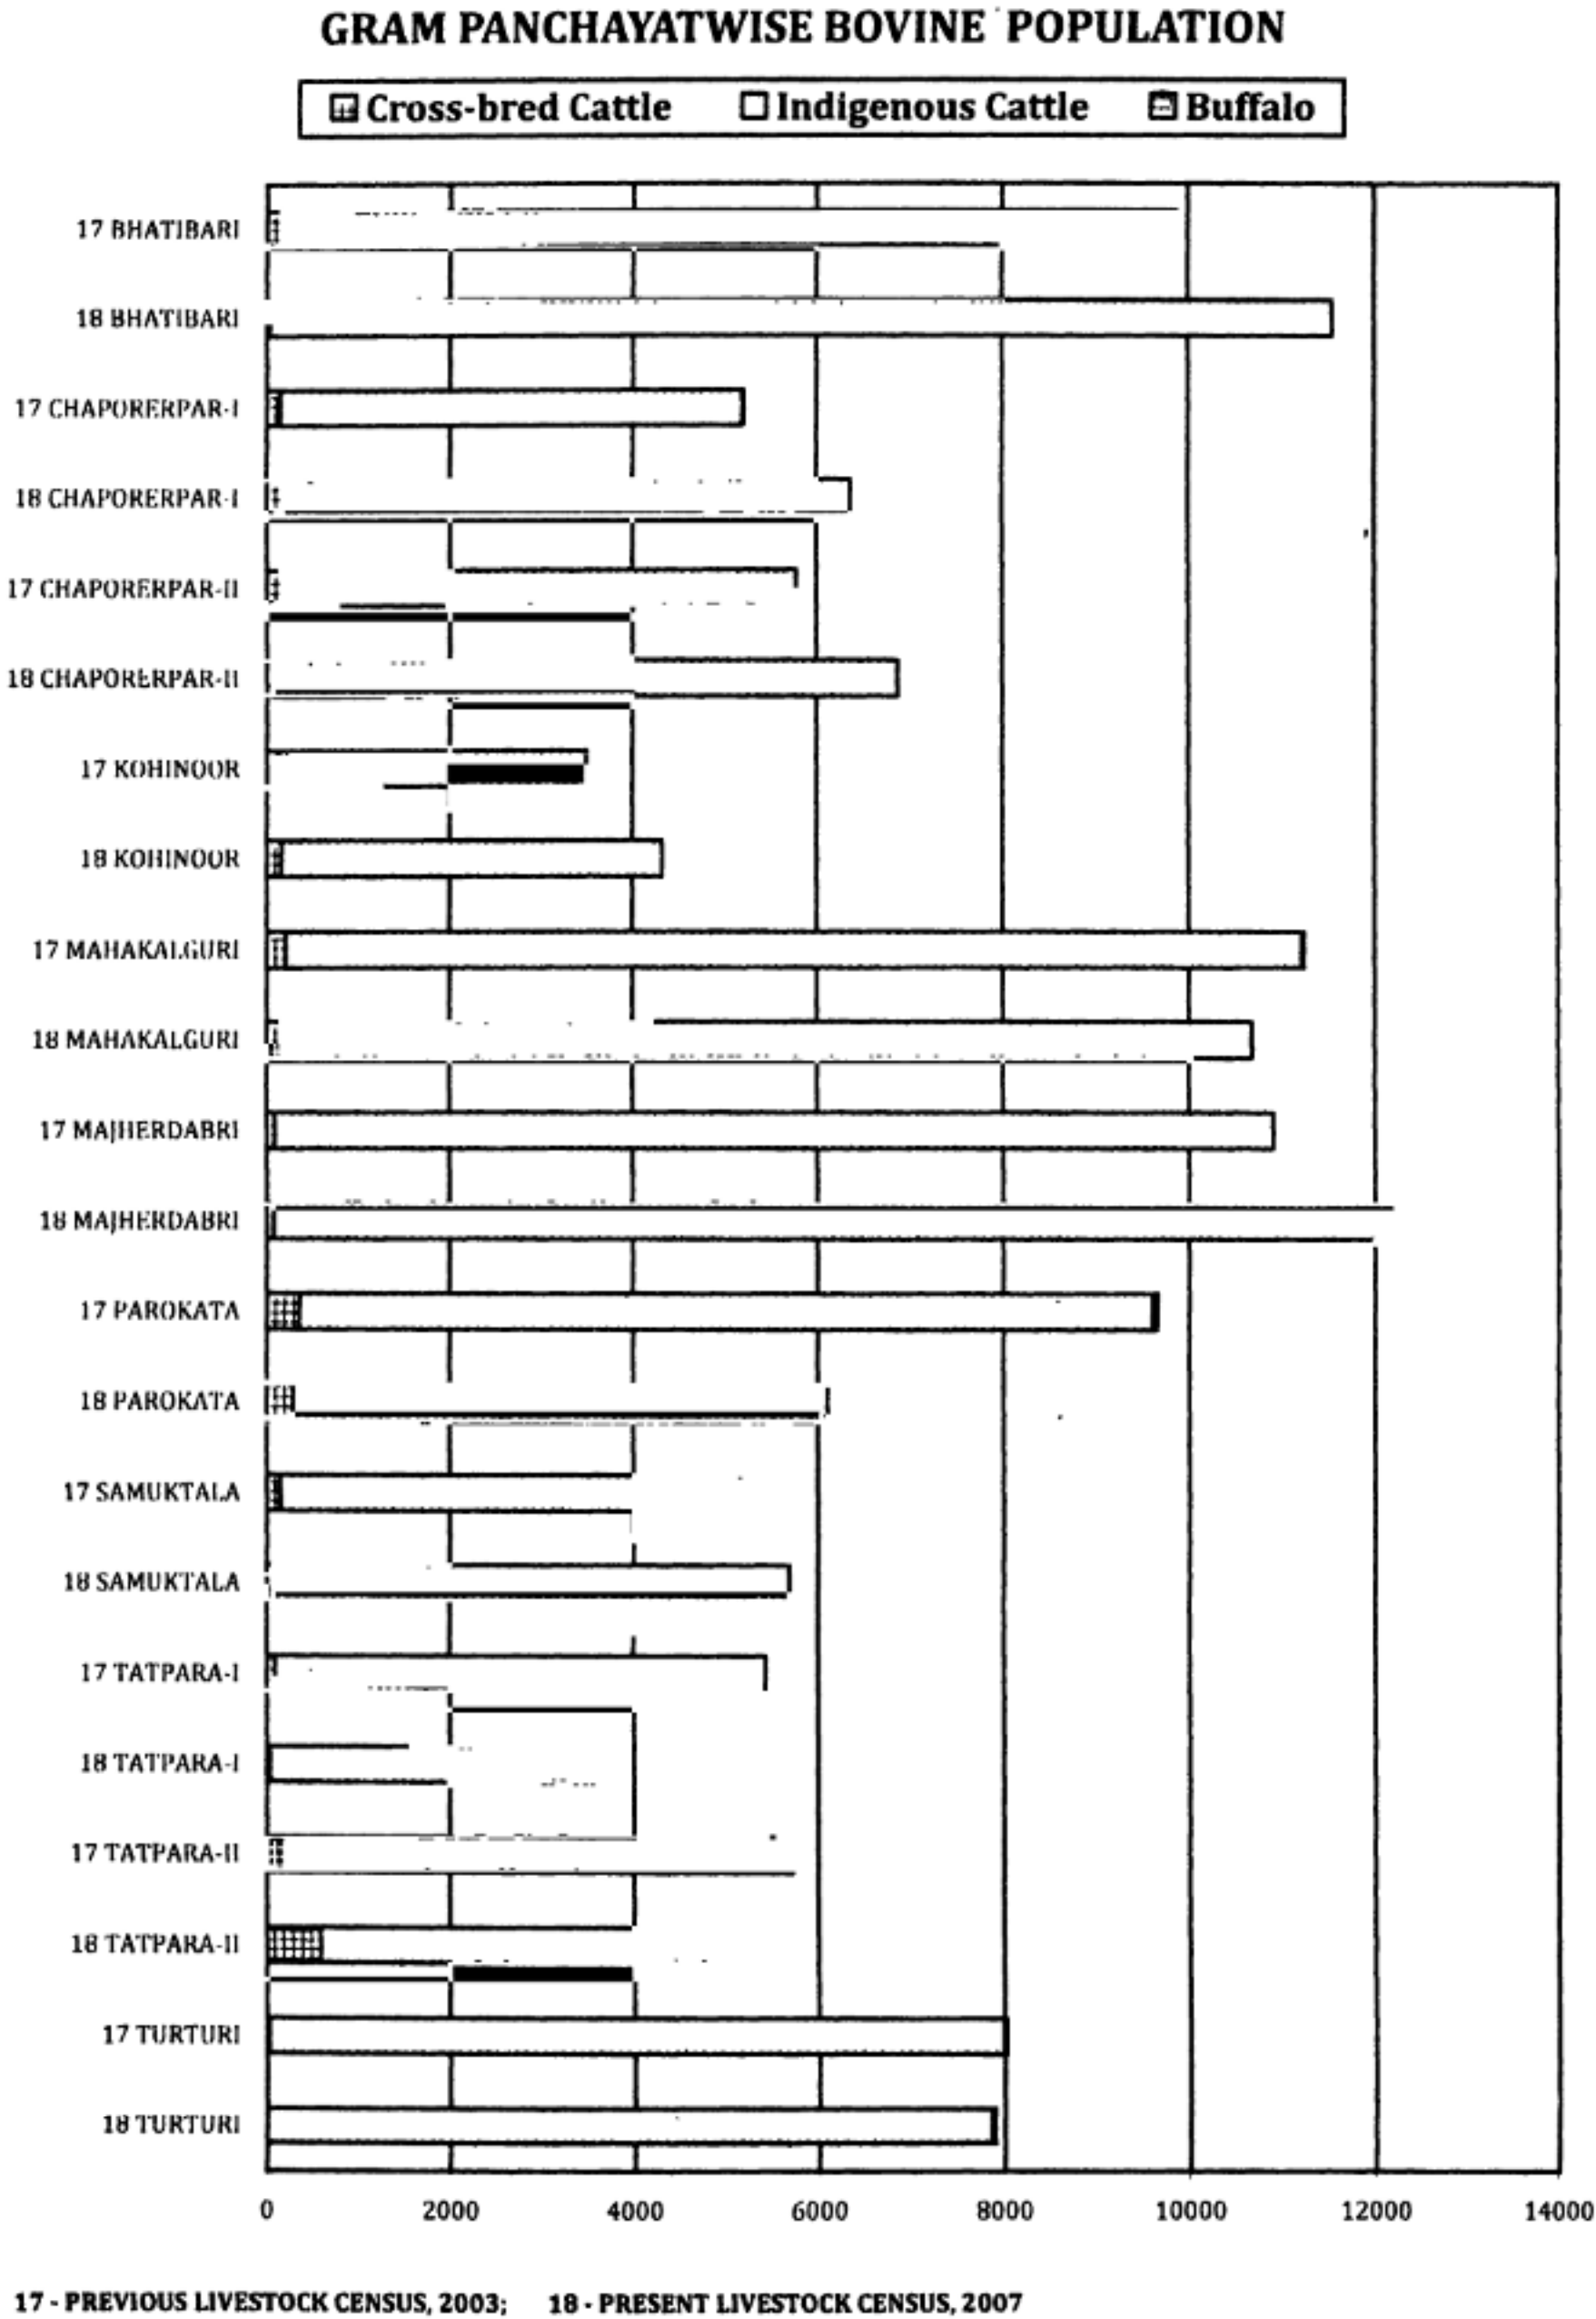 GRAM PANCHAYATWISE BOVINE POPULATION
Cross-bred Cattle Indigenous Cattle Buffalo
17 BHATIBARI
18 BHATIBARI
17 CHAPORERPAR-I
18 CHAPORERPAR-I
17 CHAPORERPAR-II
18 CHAPORERPAR-II
17 KOHINOOR
18 KOHINOOR
17 MAHAKALGURI
18 MAHAKALGURI
17 MAJHERDABRI
18 MAJHERDABRI
17 PAROKATA
18 PAROKATA
17 SAMUKTALA
18 SAMUKTALA
17 TATPARA-I
18 TATPARA-I
17 TATPARA-II
18 TATPARA-II
17 TURTURI
18 TURTURI
0 2000 4000 6000 8000 10000 12000 14000
17 - PREVIOUS LIVESTOCK CENSUS, 2003; 18 - PRESENT LIVESTOCK CENSUS, 2007